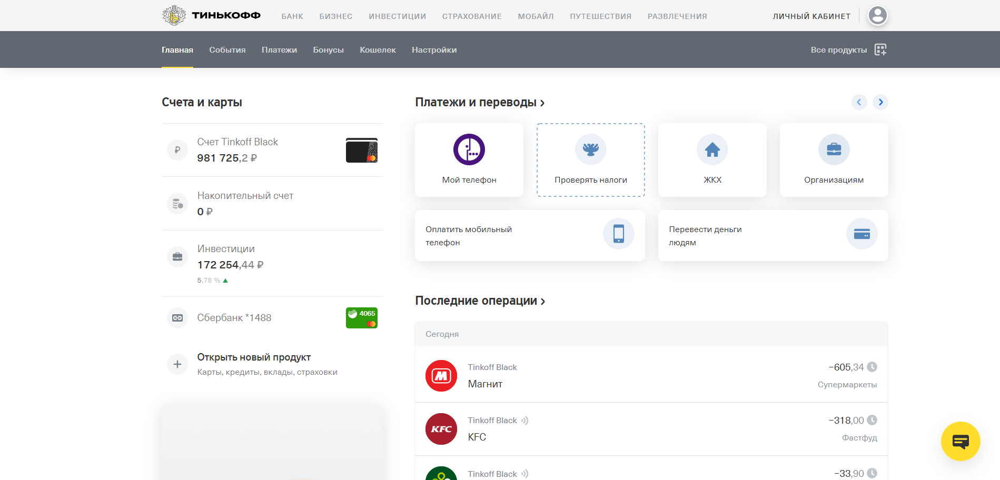 ТИНЬКОФФ
БАНК БИЗНЕС ИНВЕСТИЦИИ СТРАХОВАНИЕ МОБАЙЛ ПУТЕШЕСТВИЯ РАЗВЛЕЧЕНИЯ
ЛИЧНЫЙ КАБИНЕТ
Главная События Платежи Бонусы Кошелек Настройки
Все продукты
Счета и карты
Счет Tinkoff Black
981 725,2 ₽
Накопительный счет
0 ₽
Инвестиции
172 254,44 ₽
5,78 %
Сбербанк *1488
4065
Открыть новый продукт
Карты, кредиты, вклады, страховки
Платежи и переводы
Мой телефон
Проверять налоги
ЖКХ
Организациям
Оплатить мобильный
телефон
Перевести деньги
людям
Последние операции
Сегодня
Tinkoff Black
Магнит
−605,34
Супермаркеты
KFC
Tinkoff Black
KFC
−318,00
Фастфуд
Tinkoff Black
−33,90